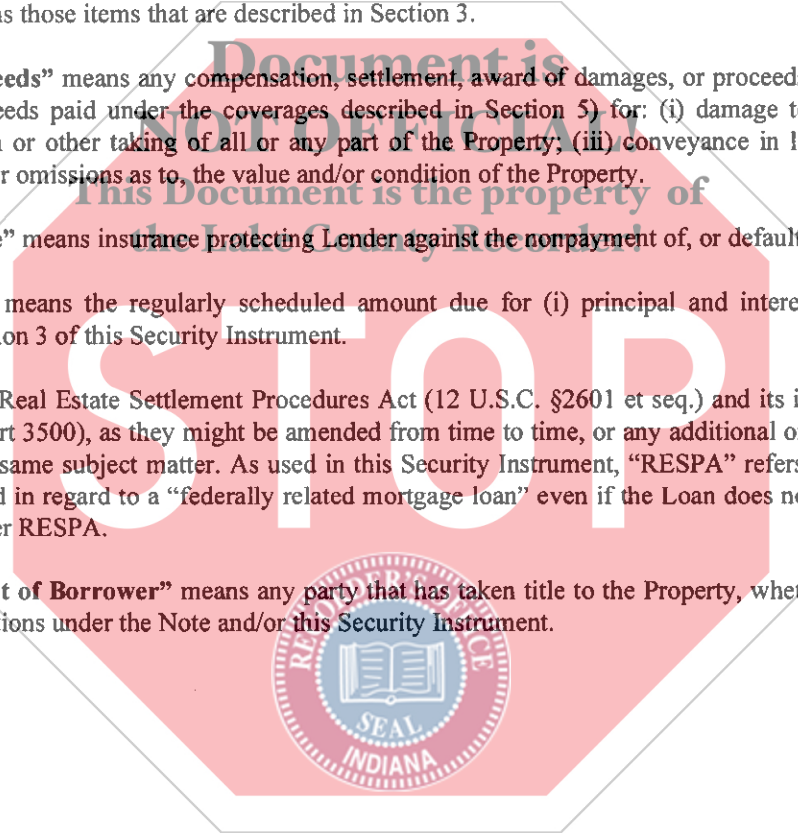 s those items that are described in Section 3.
Document is
eeds” means any compensation, settlement, award of damages, or proceed
eeds paid under the coverages described in Section 5) for: (i) damage t
NOT OFFICIAL!
n or other taking of all or any part of the Property; (iii) conveyance in l
r omissions as to, the value and/or condition of the Property.
This Document is the property of
the Lake County Recorder!
e” means insurance protecting Lender against the nonpayment of, or default
means the regularly scheduled amount due for (i) principal and intere
on 3 of this Security Instrument.
STOP
Real Estate Settlement Procedures Act (12 U.S.C. §2601 et seq.) and its i
rt 3500), as they might be amended from time to time, or any additional o
same subject matter. As used in this Security Instrument, “RESPA” refers
d in regard to a “federally related mortgage loan” even if the Loan does n
er RESPA.
t of Borrower” means any party that has taken title to the Property, whe
tions under the Note and/or this Security Instrument.
RECORDER'S OFFICE
SEAL
INDIANA